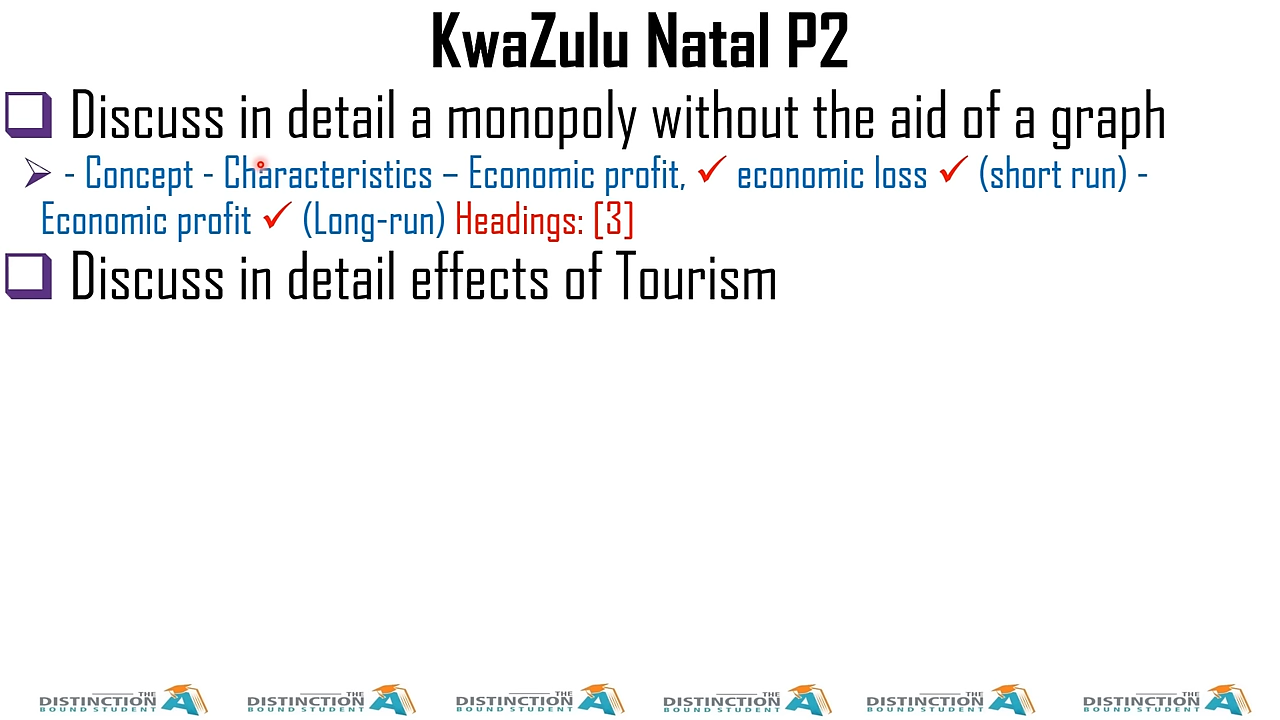 KwaZulu Natal P2
Discuss in detail a monopoly without the aid of a graph
- Concept - Characteristics – Economic profit, ✓ economic loss ✓ (short run) -
Economic profit ✓ (Long-run) Headings: [3]
Discuss in detail effects of Tourism
THE DISTINCTION BOUND STUDENT A
THE DISTINCTION BOUND STUDENT A
THE DISTINCTION BOUND STUDENT A
THE DISTINCTION BOUND STUDENT A
THE DISTINCTION BOUND STUDENT A
THE DISTINCTION BOUND STUDENT A